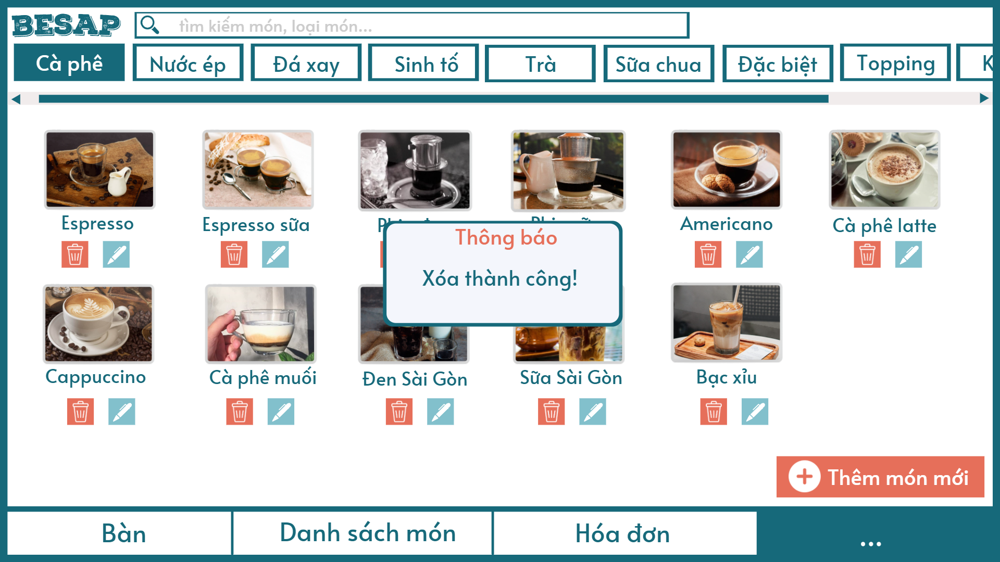 BESAP
tìm kiếm món, loại món...
Cà phê
Nước ép
Đá xay
Sinh tố
Trà
Sữa chua
Đặc biệt
Topping
K
Espresso
Espresso sữa
Americano
Cà phê latte
Thông báo
Xóa thành công!
Cappuccino
Cà phê muối
Đen Sài Gòn
Sữa Sài Gòn
Bạc xỉu
Thêm món mới
Bàn
Danh sách món
Hóa đơn
...